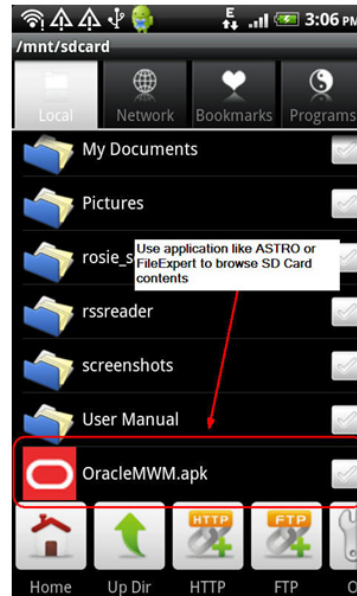 E
3:06 PM
/mnt/sdcard
Local
Network
Bookmarks
Programs
My Documents
Pictures
rosie_s
Use application like ASTRO or
FileExpert to browse SD Card
contents
rssreader
screenshots
User Manual
OracleMWM.apk
HTTP
FTP
Home
Up Dir
HTTP
FTP